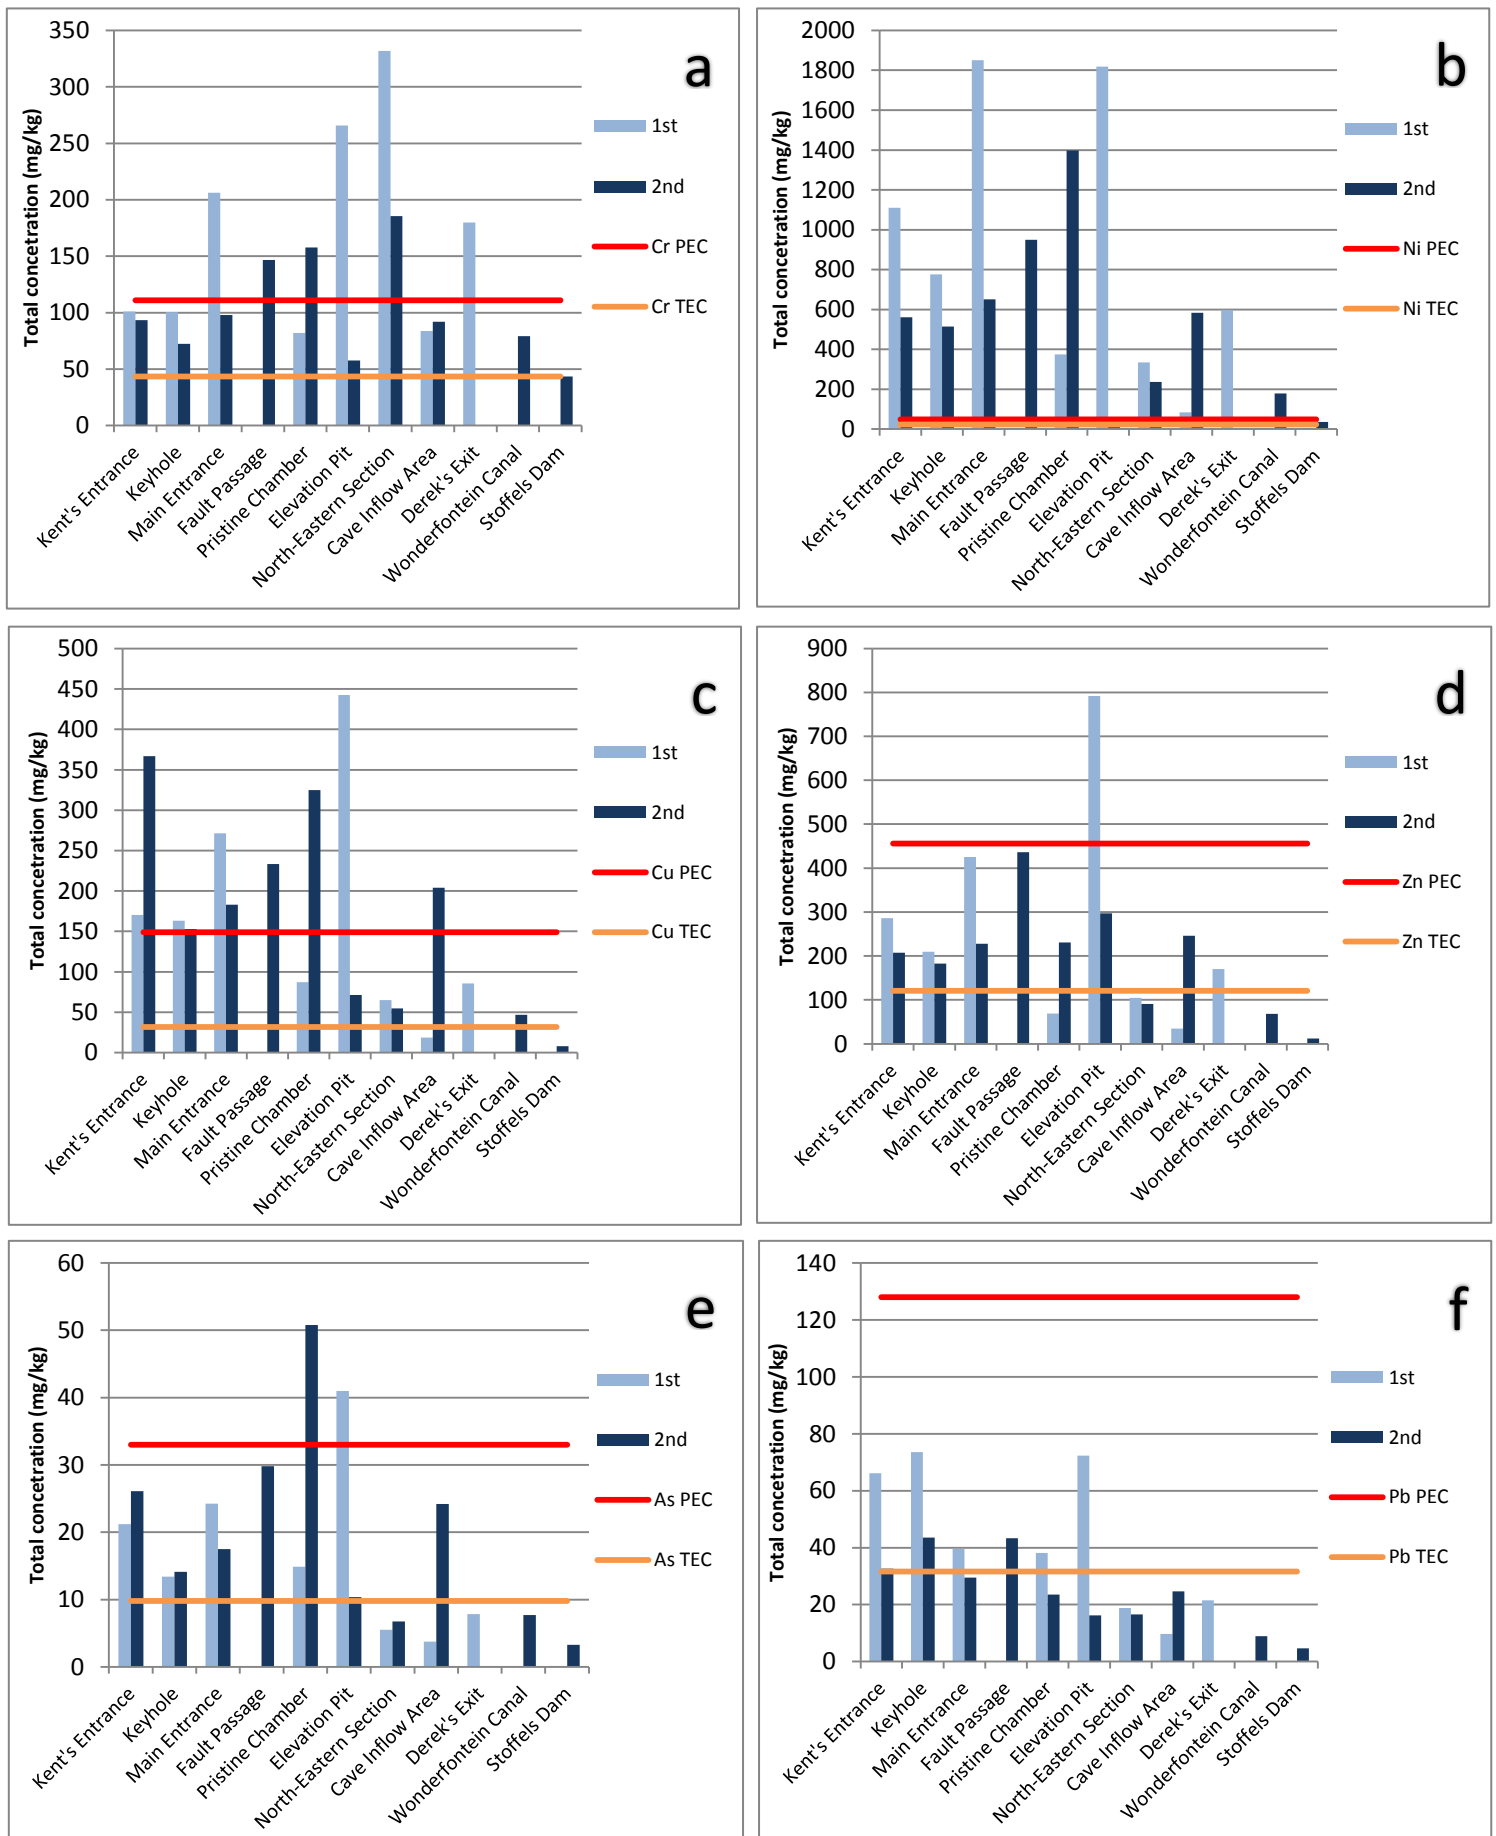 a
Total concetration (mg/kg)
350
300
250
200
150
100
50
0
Kent's Entrance
Keyhole
Main Entrance
Fault Passage
Pristine Chamber
Elevation Pit
North-Eastern Section
Cave Inflow Area
Derek's Exit
Wonderfontein Canal
Stoffels Dam
1st
2nd
Cr PEC
Cr TEC
b
Total concetration (mg/kg)
2000
1800
1600
1400
1200
1000
800
600
400
200
0
Kent's Entrance
Keyhole
Main Entrance
Fault Passage
Pristine Chamber
Elevation Pit
North-Eastern Section
Cave Inflow Area
Derek's Exit
Wonderfontein Canal
Stoffels Dam
1st
2nd
Ni PEC
Ni TEC
c
Total concetration (mg/kg)
500
450
400
350
300
250
200
150
100
50
0
Kent's Entrance
Keyhole
Main Entrance
Fault Passage
Pristine Chamber
Elevation Pit
North-Eastern Section
Cave Inflow Area
Derek's Exit
Wonderfontein Canal
Stoffels Dam
1st
2nd
Cu PEC
Cu TEC
d
Total concetration (mg/kg)
900
800
700
600
500
400
300
200
100
0
Kent's Entrance
Keyhole
Main Entrance
Fault Passage
Pristine Chamber
Elevation Pit
North-Eastern Section
Cave Inflow Area
Derek's Exit
Wonderfontein Canal
Stoffels Dam
1st
2nd
Zn PEC
Zn TEC
e
Total concetration (mg/kg)
60
50
40
30
20
10
0
Kent's Entrance
Keyhole
Main Entrance
Fault Passage
Pristine Chamber
Elevation Pit
North-Eastern Section
Cave Inflow Area
Derek's Exit
Wonderfontein Canal
Stoffels Dam
1st
2nd
As PEC
As TEC
f
Total concetration (mg/kg)
140
120
100
80
60
40
20
0
Kent's Entrance
Keyhole
Main Entrance
Fault Passage
Pristine Chamber
Elevation Pit
North-Eastern Section
Cave Inflow Area
Derek's Exit
Wonderfontein Canal
Stoffels Dam
1st
2nd
Pb PEC
Pb TEC